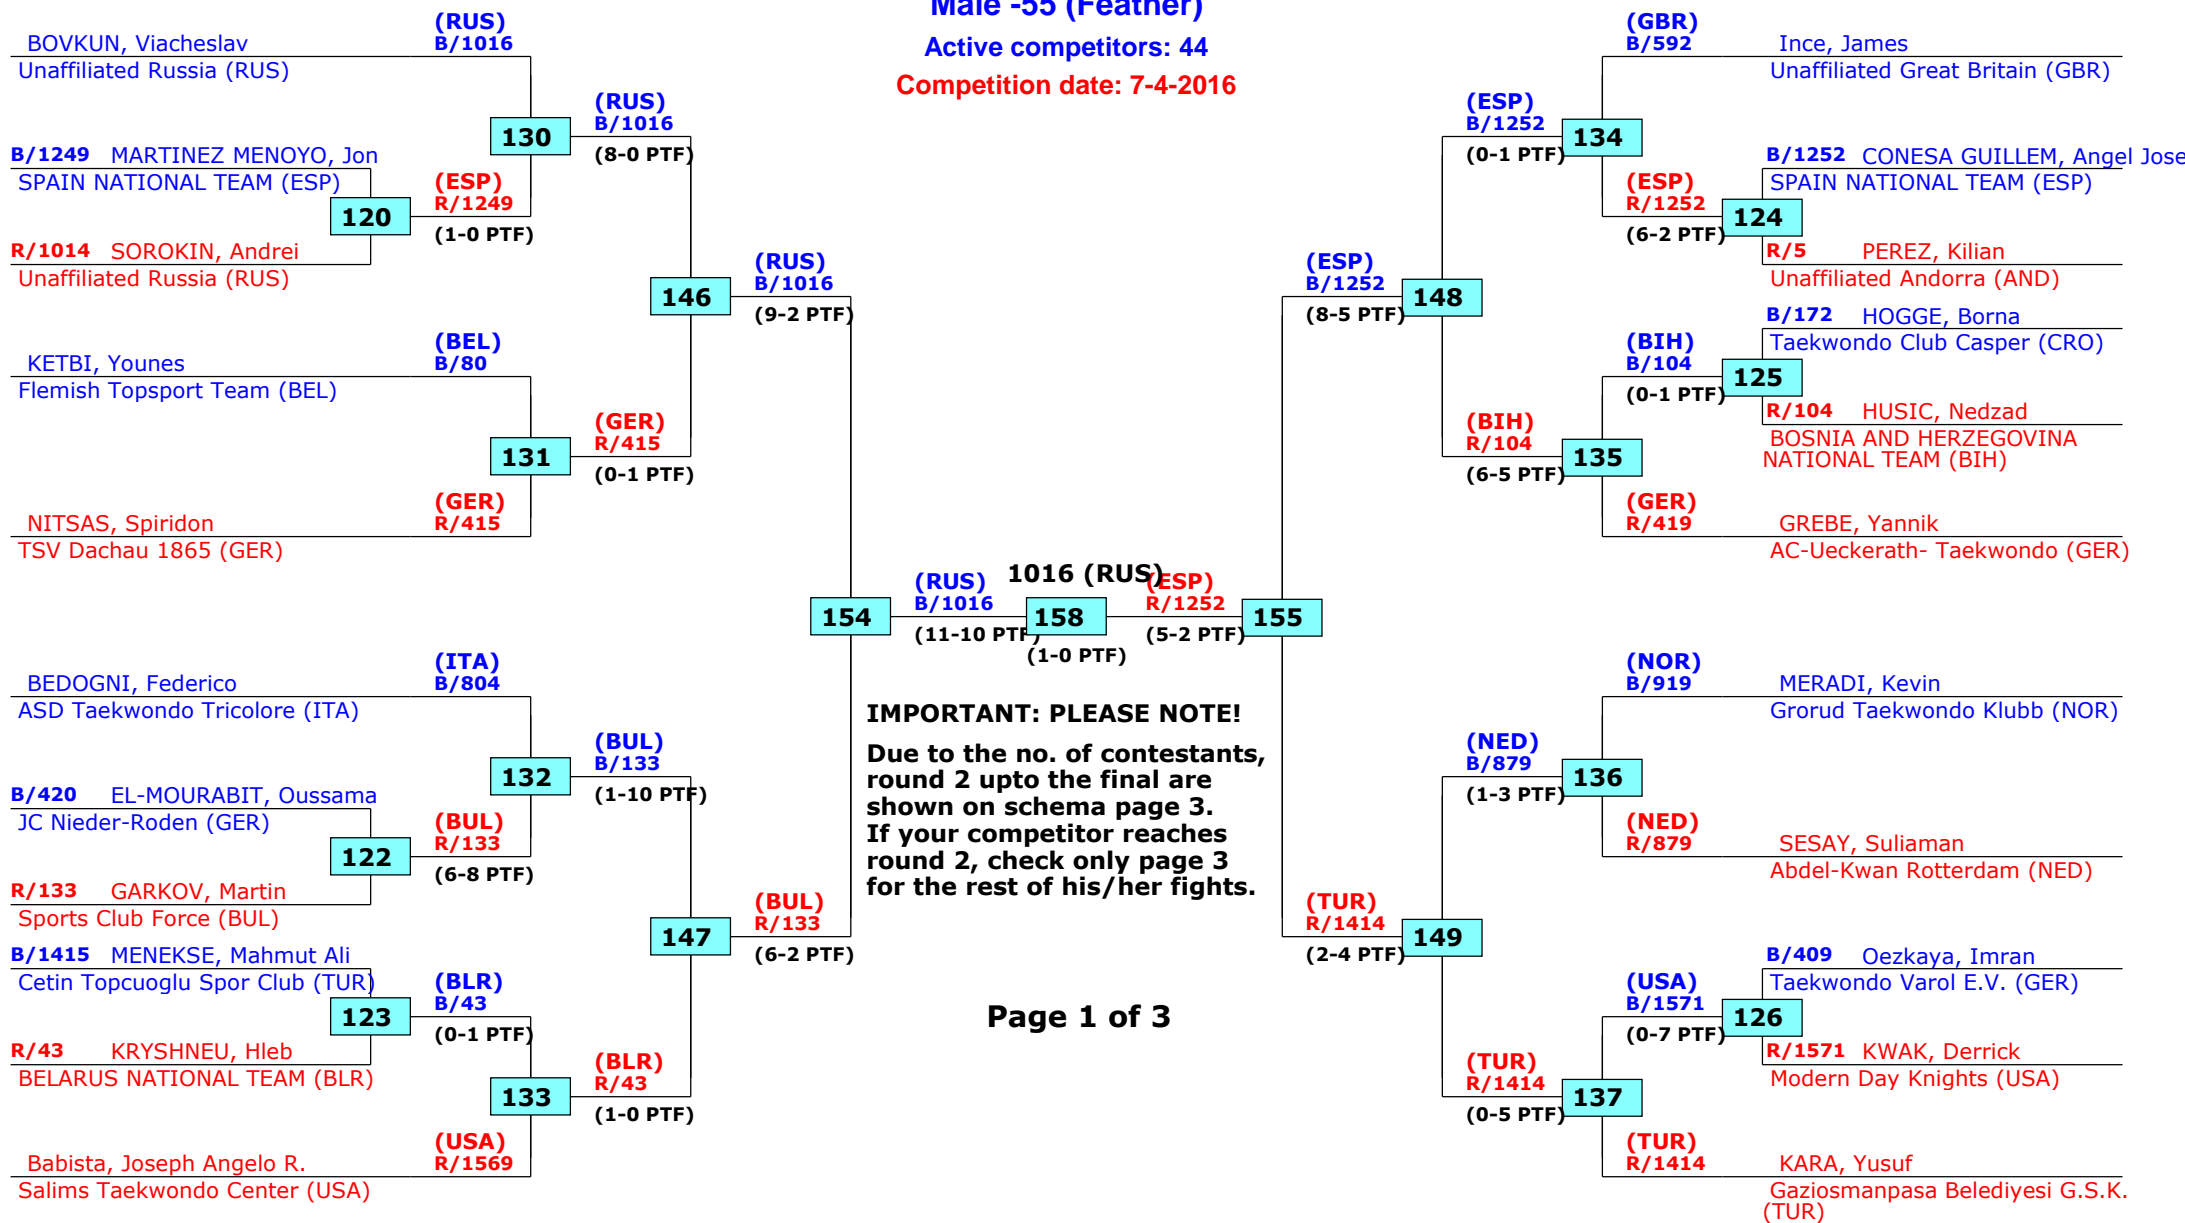 Male -55 (Feather)
Active competitors: 44
Competition date: 7-4-2016
(RUS)
BOVKUN, Viacheslav B/1016
Unaffiliated Russia (RUS)
(RUS)
B/1016
130
(8-0 PTF)
B/1249 MARTINEZ MENOYO, Jon
SPAIN NATIONAL TEAM (ESP)
(ESP)
R/1249
120
(1-0 PTF)
R/1014 SOROKIN, Andrei
Unaffiliated Russia (RUS)
(RUS)
B/1016
146
(9-2 PTF)
(BEL)
KETBI, Younes B/80
Flemish Topsport Team (BEL)
(GER)
R/415
131
(0-1 PTF)
(GER)
NITSAS, Spiridon R/415
TSV Dachau 1865 (GER)
1016 (RUS)
(RUS)
B/1016
154
(11-10 PTF)
158
(1-0 PTF)
(ESP)
R/1252
155
(5-2 PTF)
(ITA)
BEDOGNI, Federico B/804
ASD Taekwondo Tricolore (ITA)
(BUL)
B/133
132
(1-10 PTF)
B/420 EL-MOURABIT, Oussama
JC Nieder-Roden (GER)
(BUL)
R/133
122
(6-8 PTF)
R/133 GARKOV, Martin
Sports Club Force (BUL)
(BUL)
R/133
147
(6-2 PTF)
B/1415 MENEKSE, Mahmut Ali
Cetin Topcuoglu Spor Club (TUR)
(BLR)
B/43
123
(0-1 PTF)
R/43 KRYSHNEU, Hleb
BELARUS NATIONAL TEAM (BLR)
(BLR)
R/43
133
(1-0 PTF)
(USA)
Babista, Joseph Angelo R. R/1569
Salims Taekwondo Center (USA)
IMPORTANT: PLEASE NOTE!
Due to the no. of contestants,
round 2 upto the final are
shown on schema page 3.
If your competitor reaches
round 2, check only page 3
for the rest of his/her fights.
Page 1 of 3
(GBR)
B/592 Ince, James
Unaffiliated Great Britain (GBR)
(ESP)
B/1252
134
(0-1 PTF)
B/1252 CONESA GUILLEM, Angel Jose
SPAIN NATIONAL TEAM (ESP)
(ESP)
R/1252
124
(6-2 PTF)
R/5 PEREZ, Kilian
Unaffiliated Andorra (AND)
(ESP)
B/1252
148
(8-5 PTF)
B/172 HOGGE, Borna
Taekwondo Club Casper (CRO)
(BIH)
B/104
125
(0-1 PTF)
R/104 HUSIC, Nedzad
BOSNIA AND HERZEGOVINA
NATIONAL TEAM (BIH)
(BIH)
R/104
135
(6-5 PTF)
(GER)
R/419 GREBE, Yannik
AC-Ueckerath- Taekwondo (GER)
(NOR)
B/919 MERADI, Kevin
Grorud Taekwondo Klubb (NOR)
(NED)
B/879
136
(1-3 PTF)
(NED)
R/879 SESAY, Suliaman
Abdel-Kwan Rotterdam (NED)
(TUR)
R/1414
149
(2-4 PTF)
B/409 Oezkaya, Imran
Taekwondo Varol E.V. (GER)
(USA)
B/1571
126
(0-7 PTF)
R/1571 KWAK, Derrick
Modern Day Knights (USA)
(TUR)
R/1414
137
(0-5 PTF)
(TUR)
R/1414 KARA, Yusuf
Gaziosmanpasa Belediyesi G.S.K.
(TUR)